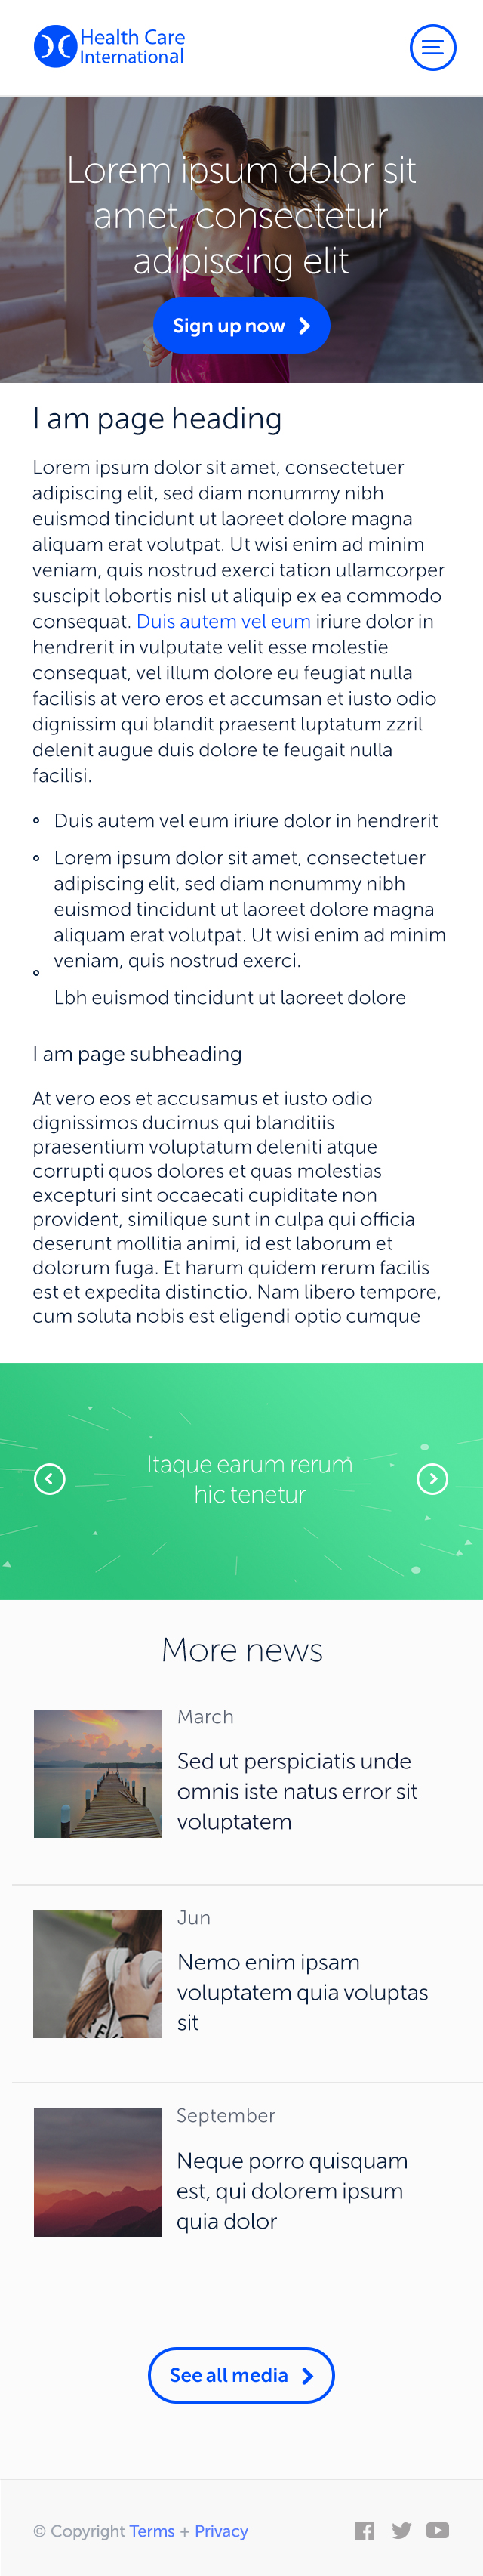 Health Care
International
Lorem ipsum dolor sit
amet, consectetur
adipiscing elit
Sign up now
I am page heading
Lorem ipsum dolor sit amet, consectetuer
adipiscing elit, sed diam nonummy nibh
euismod tincidunt ut laoreet dolore magna
aliquam erat volutpat. Ut wisi enim ad minim
veniam, quis nostrud exerci tation ullamcorper
suscipit lobortis nisl ut aliquip ex ea commodo
consequat. Duis autem vel eum iriure dolor in
hendrerit in vulputate velit esse molestie
consequat, vel illum dolore eu feugiat nulla
facilisis at vero eros et accumsan et iusto odio
dignissim qui blandit praesent luptatum zzril
delenit augue duis dolore te feugait nulla
facilisi.
Duis autem vel eum iriure dolor in hendrerit
Lorem ipsum dolor sit amet, consectetuer
adipiscing elit, sed diam nonummy nibh
euismod tincidunt ut laoreet dolore magna
aliquam erat volutpat. Ut wisi enim ad minim
veniam, quis nostrud exerci.
Lbh euismod tincidunt ut laoreet dolore
I am page subheading
At vero eos et accusamus et iusto odio
dignissimos ducimus qui blanditiis
praesentium voluptatum deleniti atque
corrupti quos dolores et quas molestias
excepturi sint occaecati cupiditate non
provident, similique sunt in culpa qui officia
deserunt mollitia animi, id est laborum et
dolorum fuga. Et harum quidem rerum facilis
est et expedita distinctio. Nam libero tempore,
cum soluta nobis est eligendi optio cumque
Itaque earum rerum
hic tenetur
More news
March
Sed ut perspiciatis unde
omnis iste natus error sit
voluptatem
Jun
Nemo enim ipsam
voluptatem quia voluptas
sit
September
Neque porro quisquam
est, qui dolorem ipsum
quia dolor
See all media
© Copyright Terms + Privacy